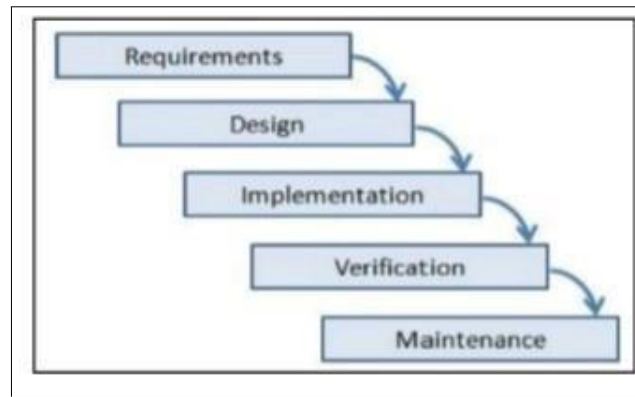 Requirements
Design
Implementation
Verification
Maintenance